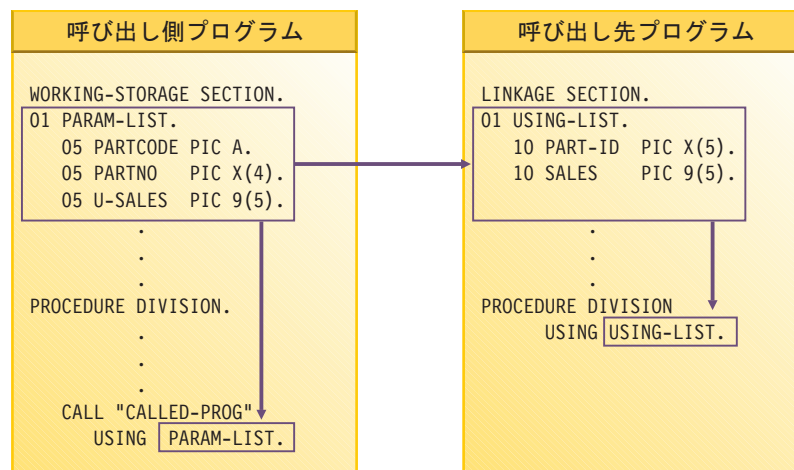 呼び出し側プログラム
WORKING-STORAGE SECTION.
01 PARAM-LIST.
05 PARTCODE PIC A.
05 PARTNO PIC X(4).
05 U-SALES PIC 9(5).
.
.
.
PROCEDURE DIVISION.
.
.
.
CALL "CALLED-PROG"
USING PARAM-LIST.
呼び出し先プログラム
LINKAGE SECTION.
01 USING-LIST.
10 PART-ID PIC X(5).
10 SALES PIC 9(5).
.
.
.
PROCEDURE DIVISION
USING USING-LIST.